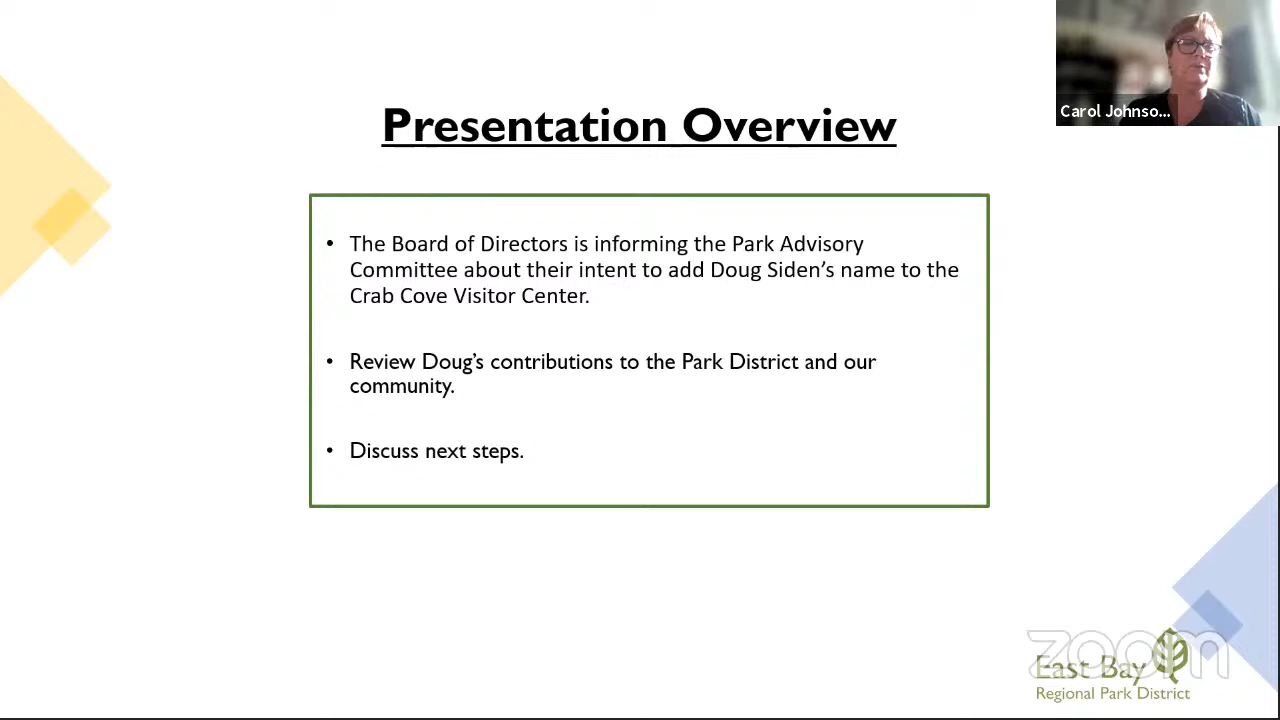 Carol Johnso...
Presentation Overview
• The Board of Directors is informing the Park Advisory
Committee about their intent to add Doug Siden’s name to the
Crab Cove Visitor Center.
• Review Doug’s contributions to the Park District and our
community.
• Discuss next steps.
zoom
East Bay
Regional Park District